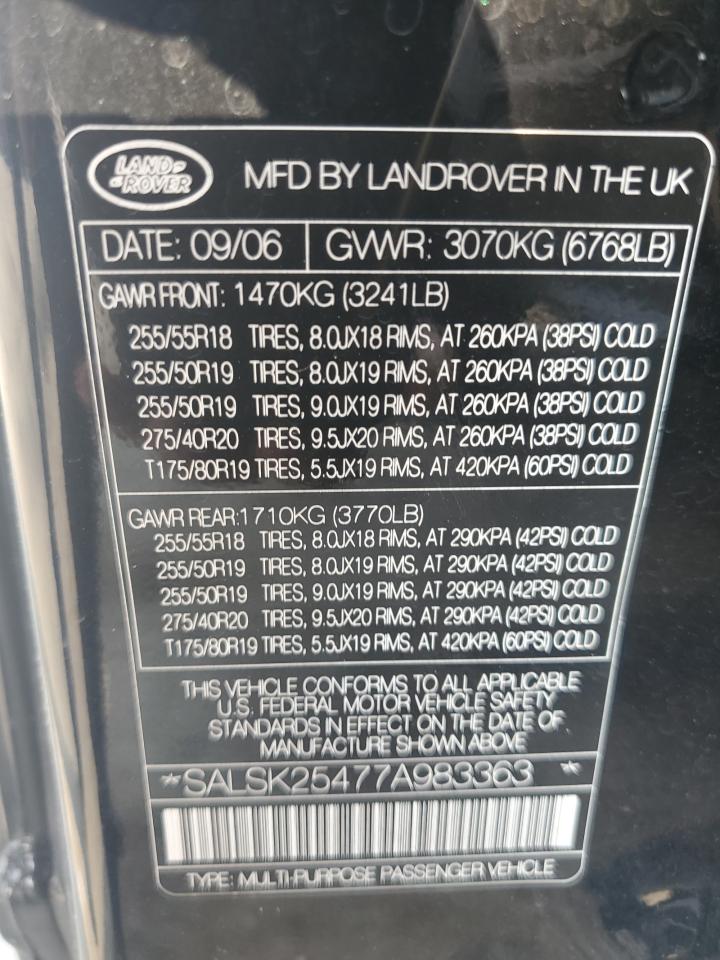 LAND ROVER MFD BY LANDROVER IN THE UK
DATE: 09/06 GVWR: 3070KG (6768LB)
GAWR FRONT: 1470KG (3241LB)
255/55R18 TIRES, 8.0JX18 RIMS, AT 260KPA (38PSI) COLD
255/50R19 TIRES, 8.0JX19 RIMS, AT 260KPA (38PSI) COLD
255/50R19 TIRES, 9.0JX19 RIMS, AT 260KPA (38PSI) COLD
275/40R20 TIRES, 9.5JX20 RIMS, AT 260KPA (38PSI) COLD
T175/80R19 TIRES, 5.5JX19 RIMS, AT 420KPA (60PSI) COLD
GAWR REAR:1710KG (3770LB)
255/55R18 TIRES, 8.0JX18 RIMS, AT 290KPA (42PSI) COLD
255/50R19 TIRES, 8.0JX19 RIMS, AT 290KPA (42PSI) COLD
255/50R19 TIRES, 9.0JX19 RIMS, AT 290KPA (42PSI) COLD
275/40R20 TIRES, 9.5JX20 RIMS, AT 290KPA (42PSI) COLD
T175/80R19 TIRES, 5.5JX19 RIMS, AT 420KPA (60PSI) COLD
THIS VEHICLE CONFORMS TO ALL APPLICABLE
U.S. FEDERAL MOTOR VEHICLE SAFETY
STANDARDS IN EFFECT ON THE DATE OF
MANUFACTURE SHOWN ABOVE
*SALSK25477A983363 *
TYPE: MULTI-PURPOSE PASSENGER VEHICLE